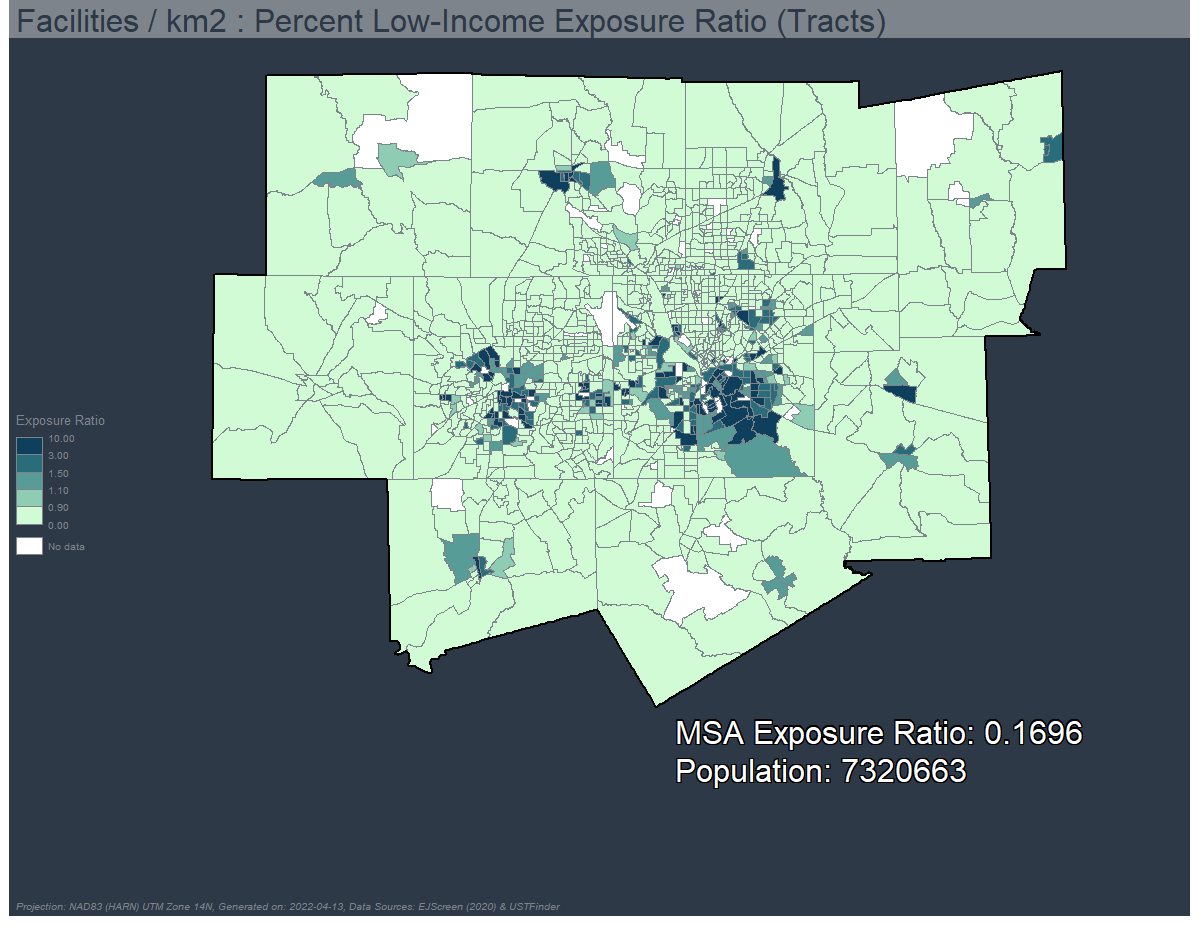 Facilities / km2 : Percent Low-Income Exposure Ratio (Tracts)
Exposure Ratio
10.00
3.00
1.50
1.10
0.90
0.00
No data
MSA Exposure Ratio: 0.1696
Population: 7320663
Projection: NAD83 (HARN) UTM Zone 14N, Generated on: 2022-04-13, Data Sources: EJScreen (2020) & USTFinder